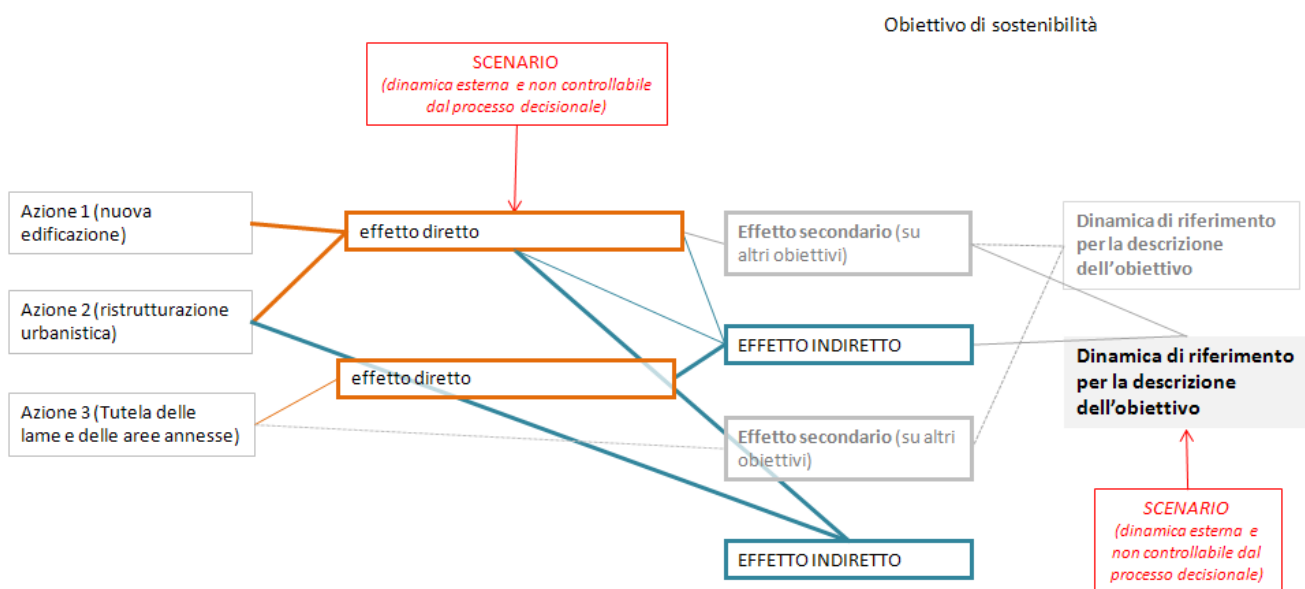 Obiettivo di sostenibilità
SCENARIO
(dinamica esterna e non controllabile
dal processo decisionale)
Azione 1 (nuova
edificazione)
effetto diretto
Effetto secondario (su
altri obiettivi)
Dinamica di riferimento
per la descrizione
dell'obiettivo
Azione 2 (ristrutturazione
urbanistica)
EFFETTO INDIRETTO
Dinamica di riferimento
per la descrizione
dell'obiettivo
effetto diretto
Azione 3 (Tutela delle
lame e delle aree annesse)
Effetto secondario (su altri
obiettivi)
SCENARIO
(dinamica esterna e
non controllabile dal
processo decisionale)
EFFETTO INDIRETTO